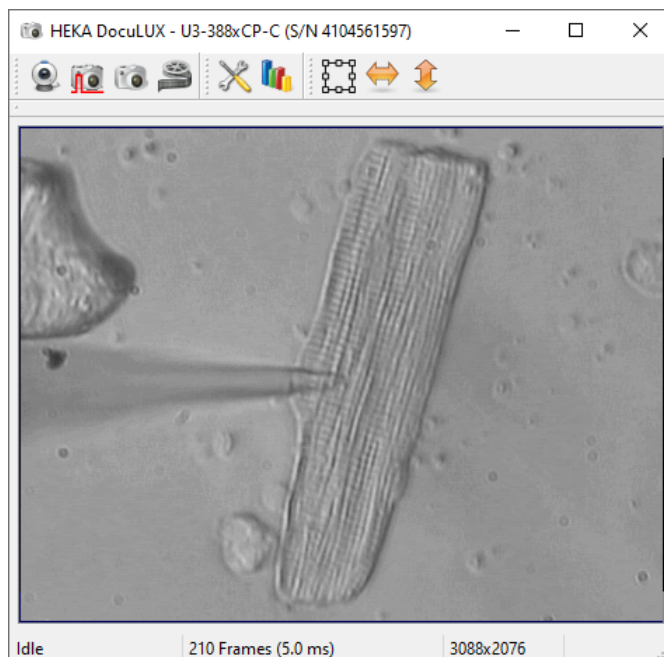 HEKA DocuLUX - U3-388xCP-C (S/N 4104561597)
Idle 210 Frames (5.0 ms) 3088x2076